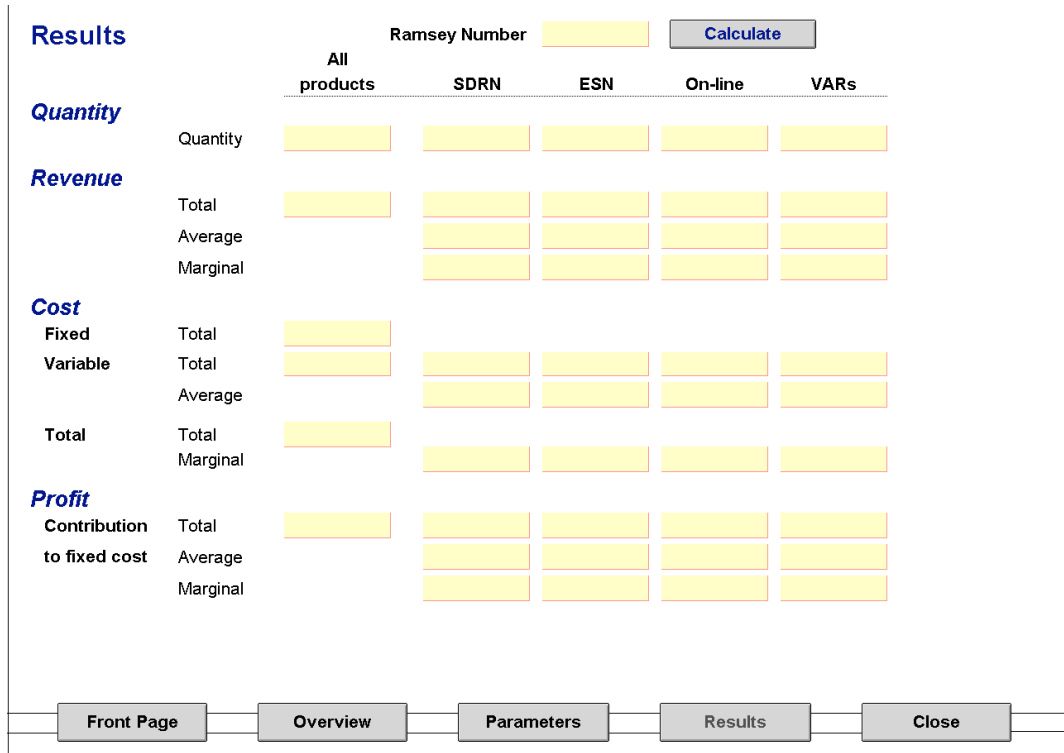 Results Ramsey Number Calculate
All
products SDRN ESN On-line VARs
Quantity
Quantity
Revenue
Total
Average
Marginal
Cost
Fixed Total
Variable Total
Average
Total Total
Marginal
Profit
Contribution Total
to fixed cost Average
Marginal
Front Page Overview Parameters Results Close